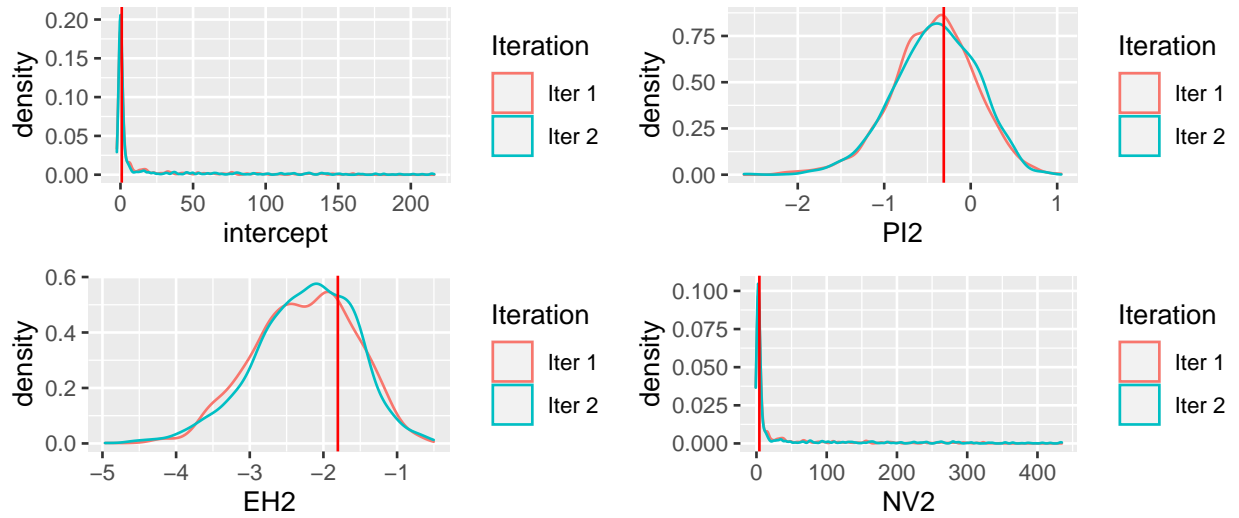 density
0.20
0.15
0.10
0.05
0.00
0 50 100 150 200
intercept
Iteration
Iter 1
Iter 2
density
0.75
0.50
0.25
0.00
−2 −1 0 1
PI2
Iteration
Iter 1
Iter 2
density
0.6
0.4
0.2
0.0
−5 −4 −3 −2 −1
EH2
Iteration
Iter 1
Iter 2
density
0.100
0.075
0.050
0.025
0.000
0 100 200 300 400
NV2
Iteration
Iter 1
Iter 2